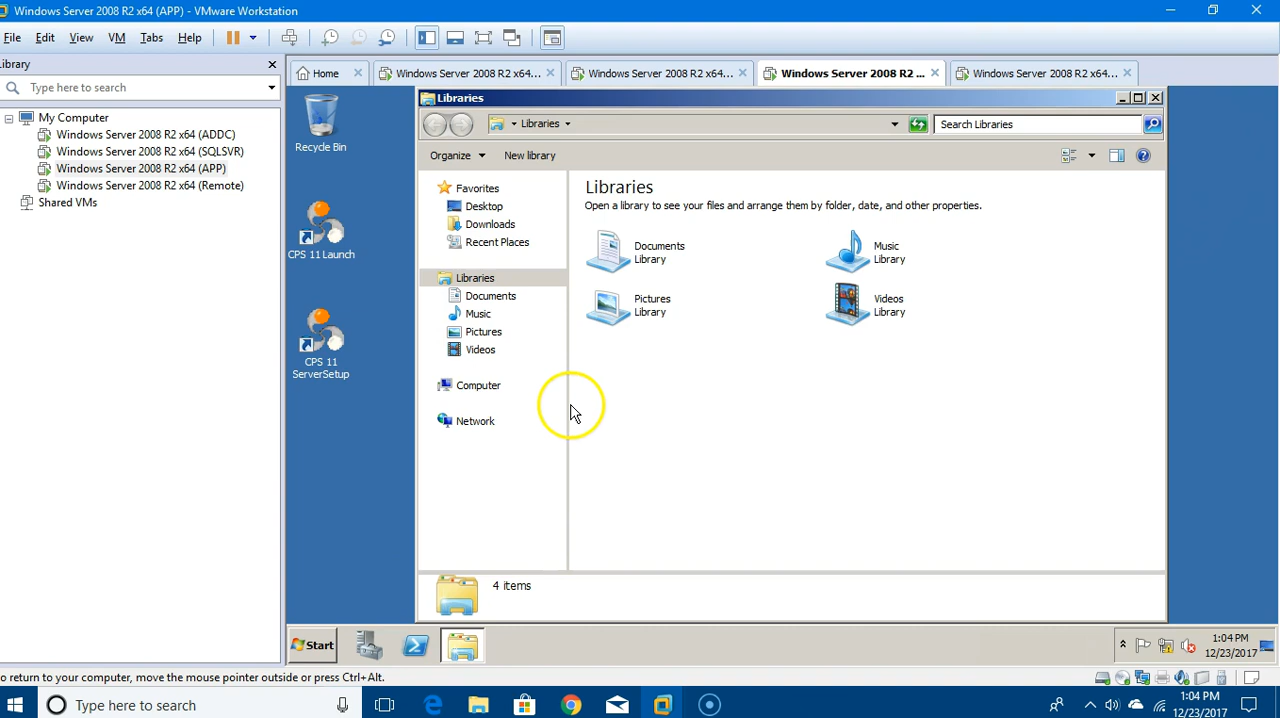 Windows Server 2008 R2 x64 (APP) - VMware Workstation
File Edit View VM Tabs Help
Library
Type here to search
My Computer
Windows Server 2008 R2 x64 (ADDC)
Windows Server 2008 R2 x64 (SQLSVR)
Windows Server 2008 R2 x64 (APP)
Windows Server 2008 R2 x64 (Remote)
Shared VMs
Home
Windows Server 2008 R2 x64...
Windows Server 2008 R2 x64...
Windows Server 2008 R2 ...
Windows Server 2008 R2 x64...
Recycle Bin
CPS 11 Launch
CPS 11
ServerSetup
Libraries
Libraries
Search Libraries
Organize
New library
Favorites
Desktop
Downloads
Recent Places
Libraries
Documents
Music
Pictures
Videos
Computer
Network
Libraries
Open a library to see your files and arrange them by folder, date, and other properties.
Documents
Library
Music
Library
Pictures
Library
Videos
Library
4 items
Start
1:04 PM
12/23/2017
o return to your computer, move the mouse pointer outside or press Ctrl+Alt.
Type here to search
1:04 PM
12/23/2017